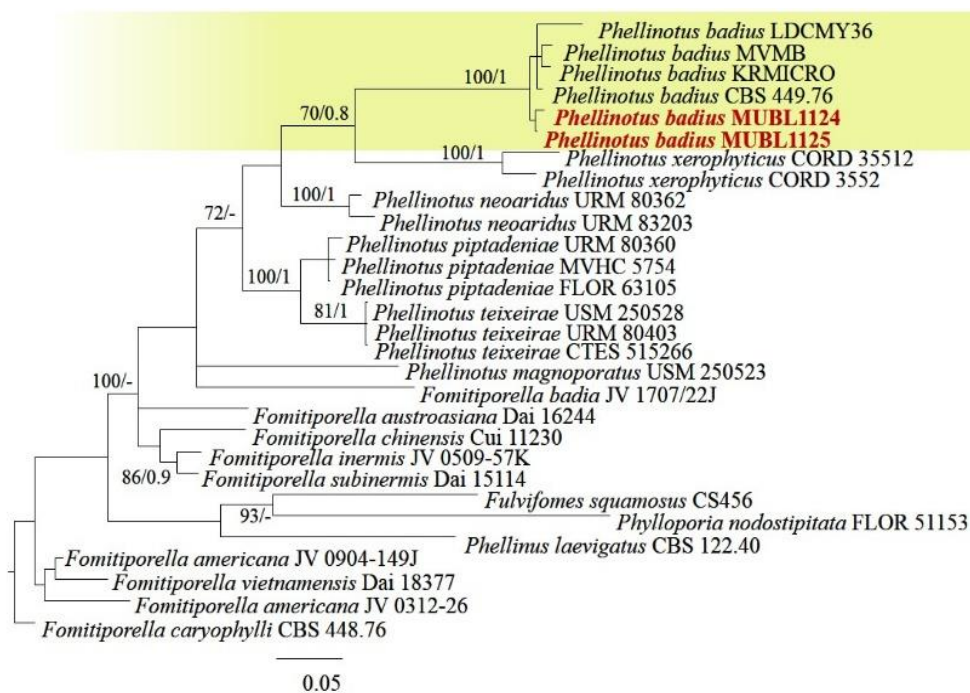 Phellinotus badius LDCMY36
Phellinotus badius MVMB
Phellinotus badius KRMICRO
100/1
Phellinotus badius CBS 449.76
70/0.8
Phellinotus badius MUBL1124
Phellinotus badius MUBL1125
100/1
Phellinotus xerophyticus CORD 35512
Phellinotus xerophyticus CORD 3552
100/1
Phellinotus neoaridus URM 80362
72/-
Phellinotus neoaridus URM 83203
Phellinotus piptadeniae URM 80360
100/1
Phellinotus piptadeniae MVHC 5754
Phellinotus piptadeniae FLOR 63105
81/1
Phellinotus teixeirae USM 250528
Phellinotus teixeirae URM 80403
Phellinotus teixeirae CTES 515266
Phellinotus magnoporatus USM 250523
100/-
Fomitiporella badia JV 1707/22J
Fomitiporella austroasiana Dai 16244
Fomitiporella chinensis Cui 11230
Fomitiporella inermis JV 0509-57K
86/0.9
Fomitiporella subinermis Dai 15114
Fulvifomes squamosus CS456
93/-
Phylloporia nodostipitata FLOR 51153
Phellinus laevigatus CBS 122.40
Fomitiporella americana JV 0904-149J
Fomitiporella vietnamensis Dai 18377
Fomitiporella americana JV 0312-26
Fomitiporella caryophylli CBS 448.76
0.05